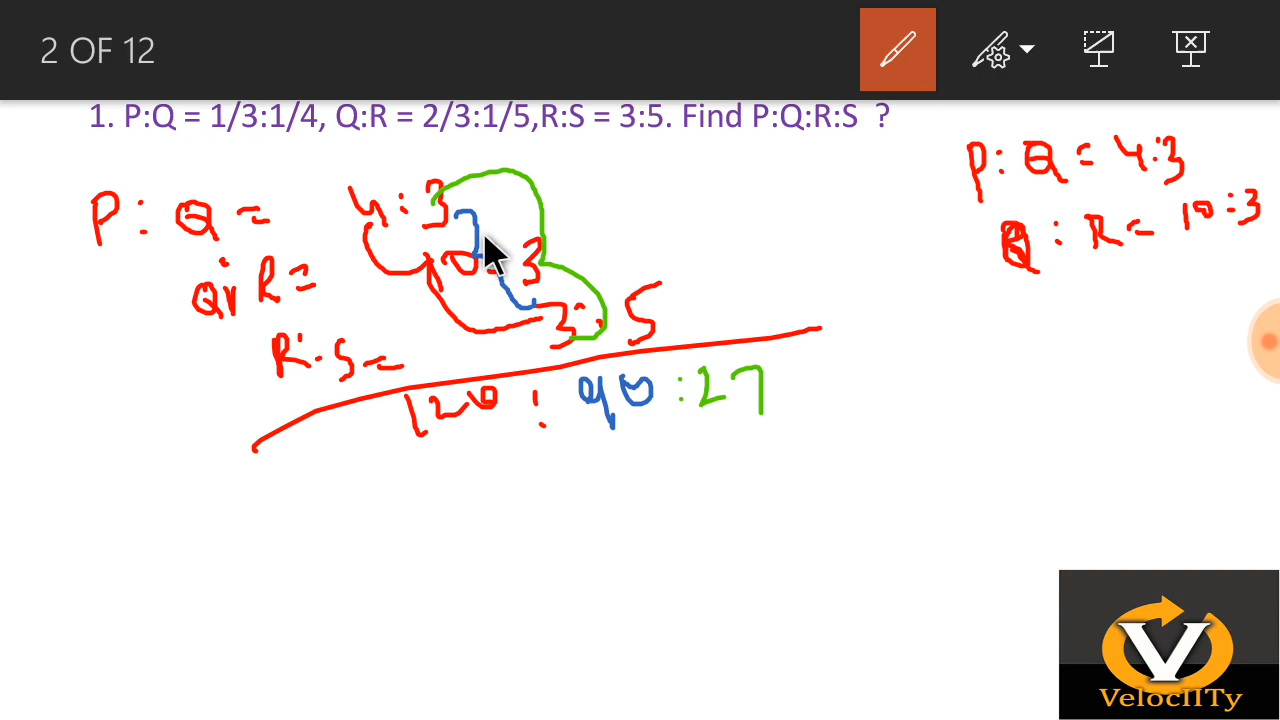 2 OF 12
1. P:Q = 1/3:1/4, Q:R = 2/3:1/5,R:S = 3:5. Find P:Q:R:S ?
P : Q = 4:3
P : Q = 4 : 3
Q : R = 10:3
Q : R = 10 : 3
R : S = 3 : 5
120 : 90 : 27
VelocIITy